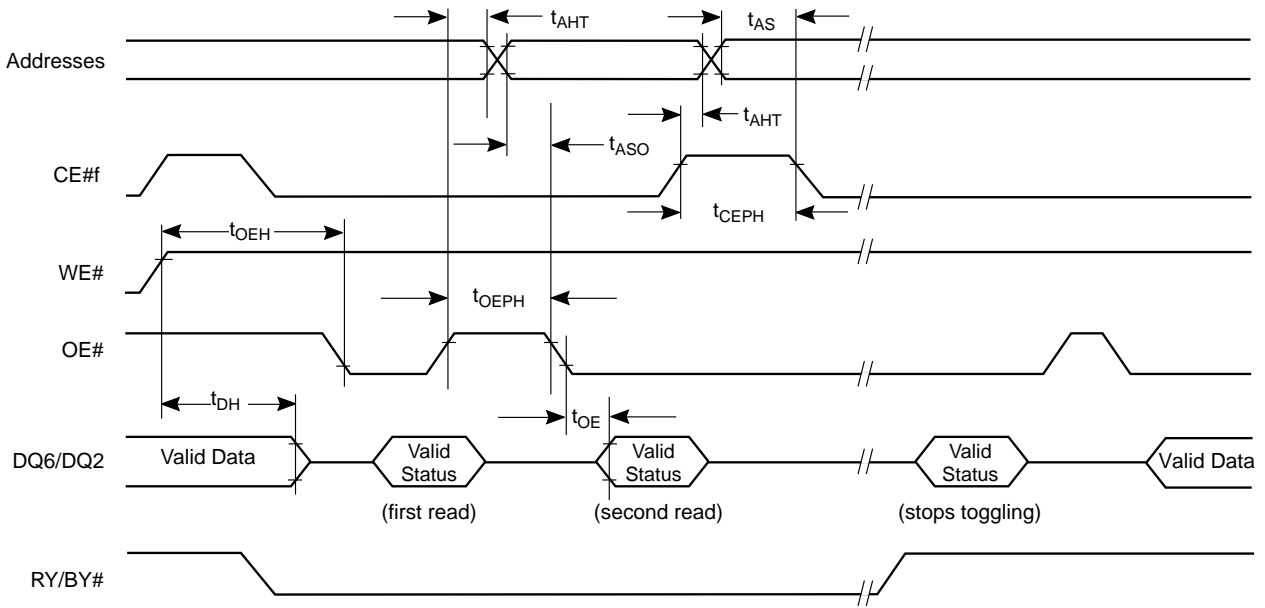 tAHT
tAS
Addresses
tAHT
tASO
CE#f
tCEPH
tOEH
WE#
tOEPH
OE#
tDH
tOE
DQ6/DQ2
Valid Data
Valid
Status
Valid
Status
Valid
Status
Valid Data
(first read)
(second read)
(stops toggling)
RY/BY#